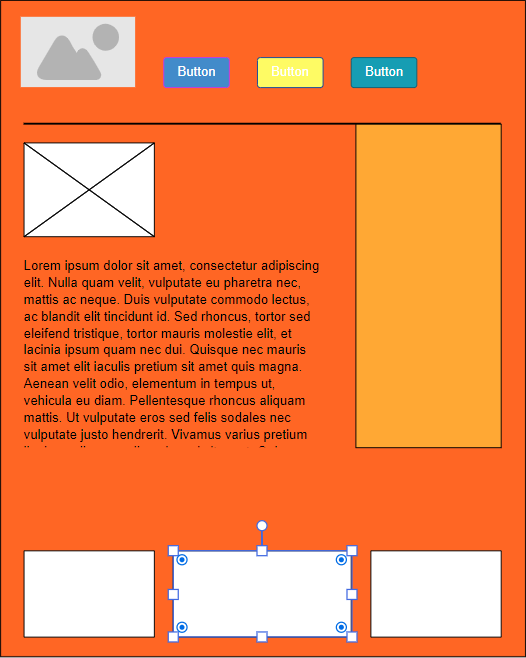 Button
Button
Button
Lorem ipsum dolor sit amet, consectetur adipiscing
elit. Nulla quam velit, vulputate eu pharetra nec,
mattis ac neque. Duis vulputate commodo lectus,
ac blandit elit tincidunt id. Sed rhoncus, tortor sed
eleifend tristique, tortor mauris molestie elit, et
lacinia ipsum quam nec dui. Quisque nec mauris
sit amet elit iaculis pretium sit amet quis magna.
Aenean velit odio, elementum in tempus ut,
vehicula eu diam. Pellentesque rhoncus aliquam
mattis. Ut vulputate eros sed felis sodales nec
vulputate justo hendrerit. Vivamus varius pretium